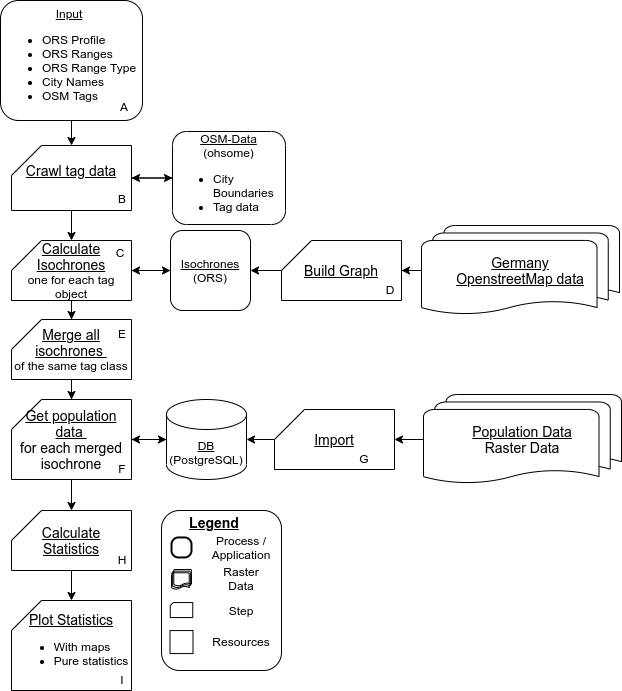 Input
ORS Profile
ORS Ranges
ORS Range Type
City Names
OSM Tags
A
Crawl tag data
B
OSM-Data
(ohsome)
City
Boundaries
Tag data
Calculate
Isochrones
one for each tag
object
C
Isochrones
(ORS)
Build Graph
D
Germany
OpenstreetMap data
Merge all
isochrones
of the same tag class
E
Get population
data
for each merged
isochrone
F
DB
(PostgreSQL)
Import
G
Population Data
Raster Data
Calculate
Statistics
H
Plot Statistics
With maps
Pure statistics
I
Legend
Process /
Application
Raster
Data
Step
Resources